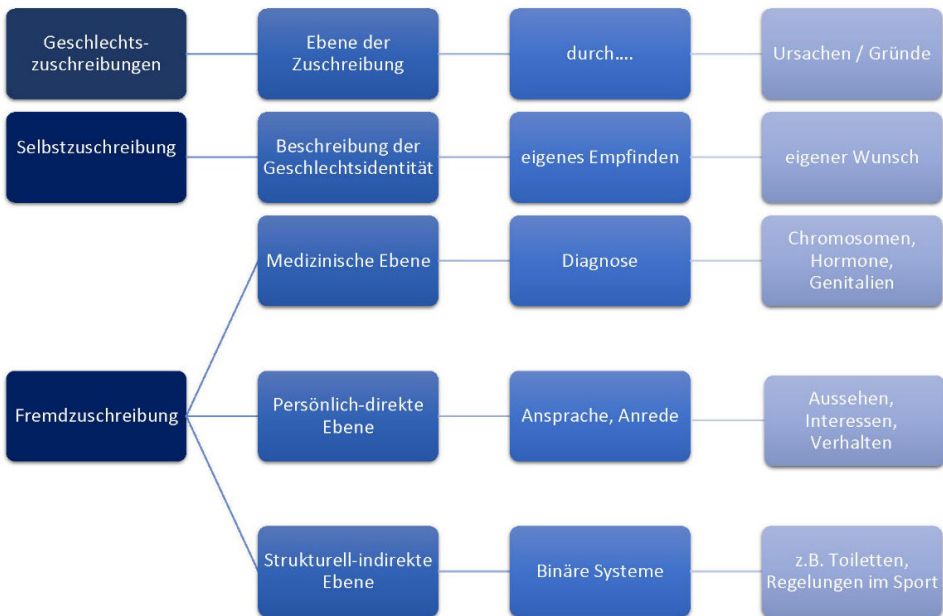 Geschlechts-
zuschreibungen
Ebene der
Zuschreibung
durch....
Ursachen / Gründe
Selbstzuschreibung
Beschreibung der
Geschlechtsidentität
eigenes Empfinden
eigener Wunsch
Fremdzuschreibung
Medizinische Ebene
Diagnose
Chromosomen,
Hormone,
Genitalien
Persönlich-direkte
Ebene
Ansprache, Anrede
Aussehen,
Interessen,
Verhalten
Strukturell-indirekte
Ebene
Binäre Systeme
z.B. Toiletten,
Regelungen im Sport